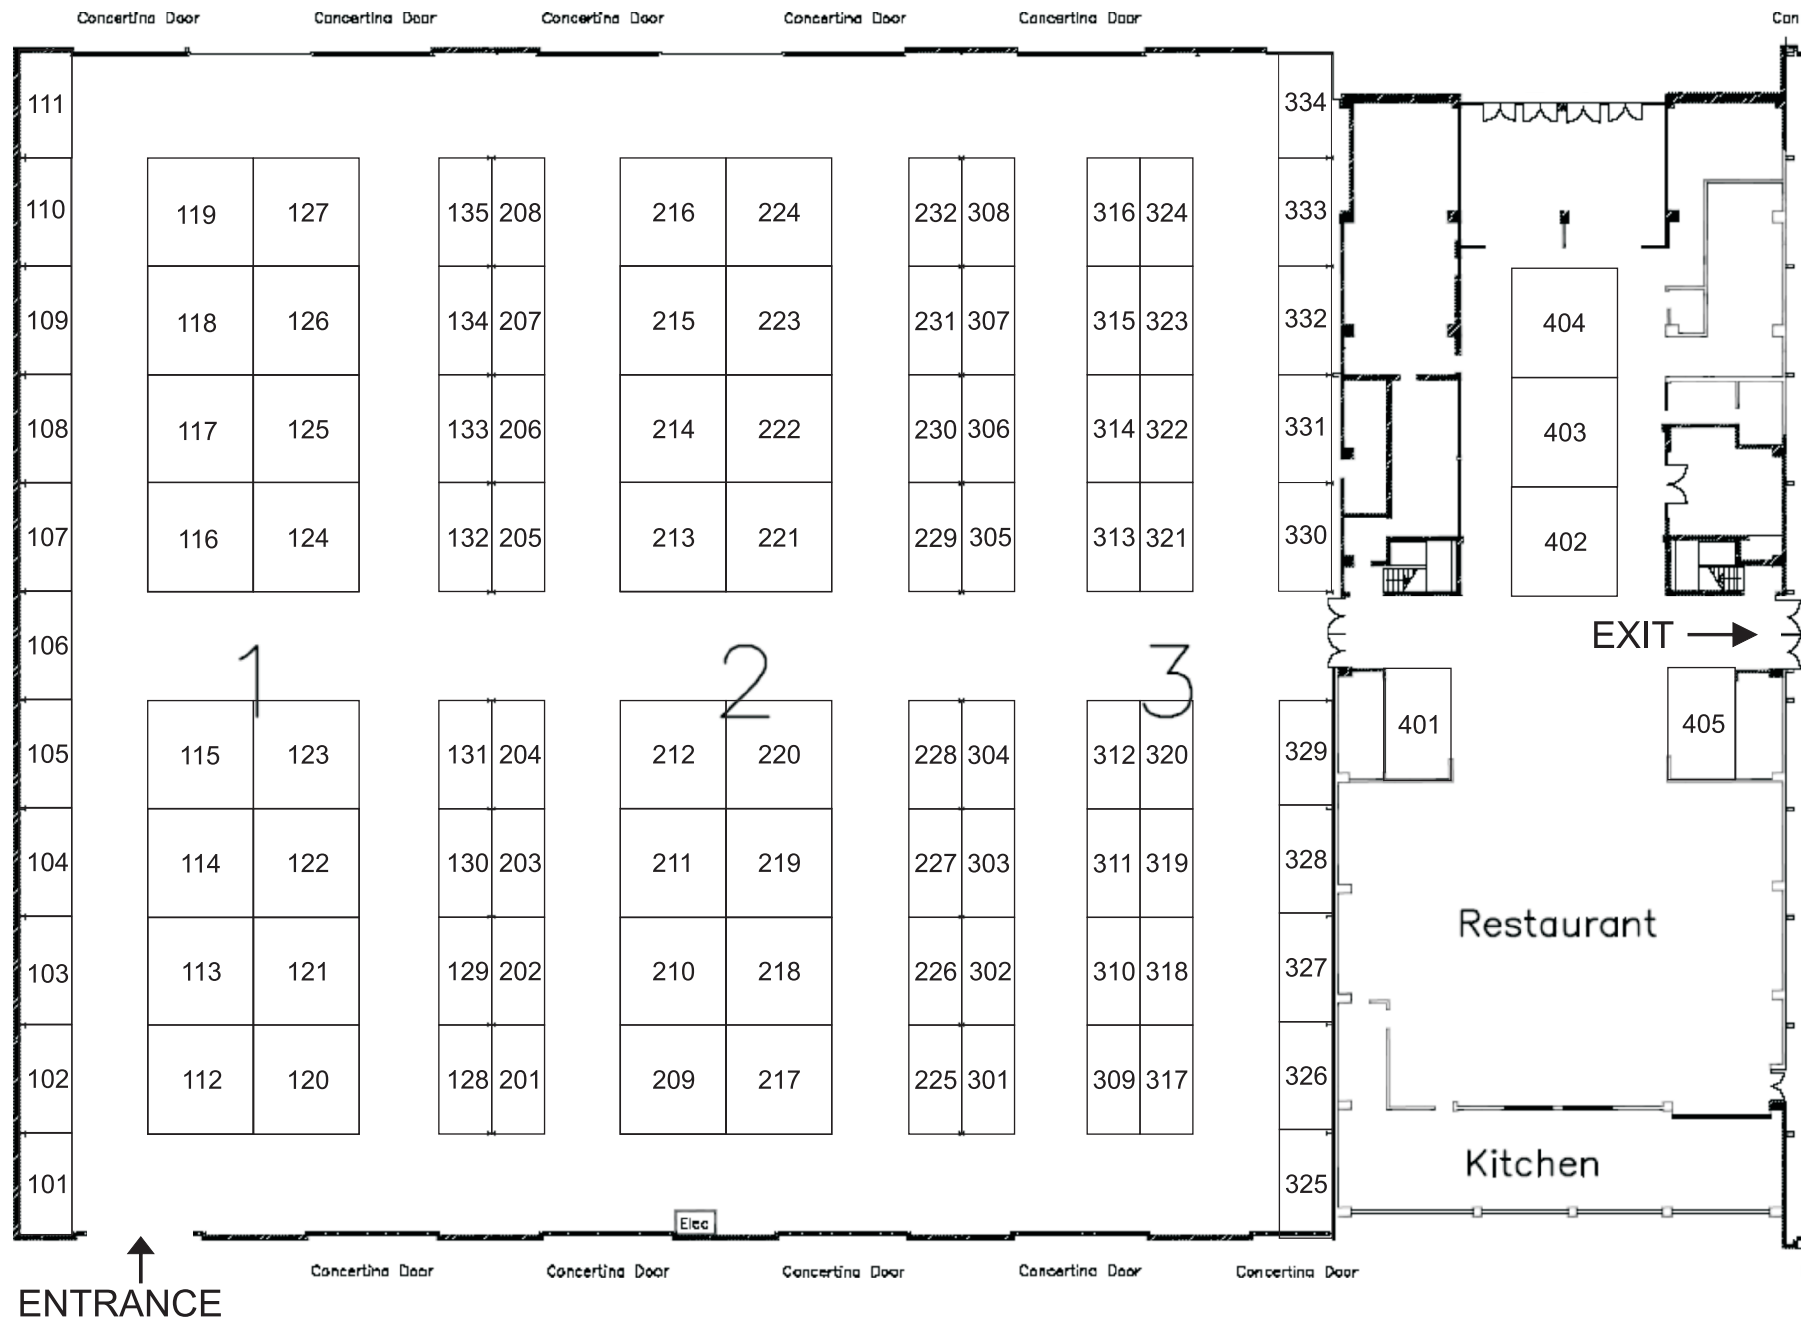 Concertina Door Concertina Door Concertina Door Concertina Door Concertina Door Con
111 334
110 119 127 135 208 216 224 232 308 316 324 333
109 118 126 134 207 215 223 231 307 315 323 332 404
108 117 125 133 206 214 222 230 306 314 322 331 403
107 116 124 132 205 213 221 229 305 313 321 330 402
106 1 2 3 EXIT
105 115 123 131 204 212 220 228 304 312 320 329 401 405
104 114 122 130 203 211 219 227 303 311 319 328
Restaurant
103 113 121 129 202 210 218 226 302 310 318 327
102 112 120 128 201 209 217 225 301 309 317 326
Kitchen
101 325
Elec
Concertina Door Concertina Door Concertina Door Concertina Door Concertina Door
ENTRANCE